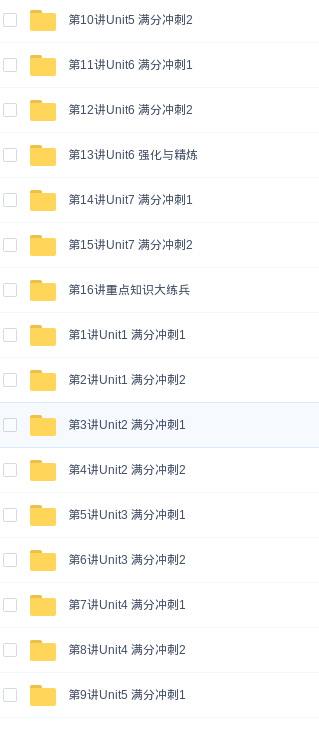 第10讲Unit5 满分冲刺2
第11讲Unit6 满分冲刺1
第12讲Unit6 满分冲刺2
第13讲Unit6 强化与精炼
第14讲Unit7 满分冲刺1
第15讲Unit7 满分冲刺2
第16讲重点知识大练兵
第1讲Unit1 满分冲刺1
第2讲Unit1 满分冲刺2
第3讲Unit2 满分冲刺1
第4讲Unit2 满分冲刺2
第5讲Unit3 满分冲刺1
第6讲Unit3 满分冲刺2
第7讲Unit4 满分冲刺1
第8讲Unit4 满分冲刺2
第9讲Unit5 满分冲刺1